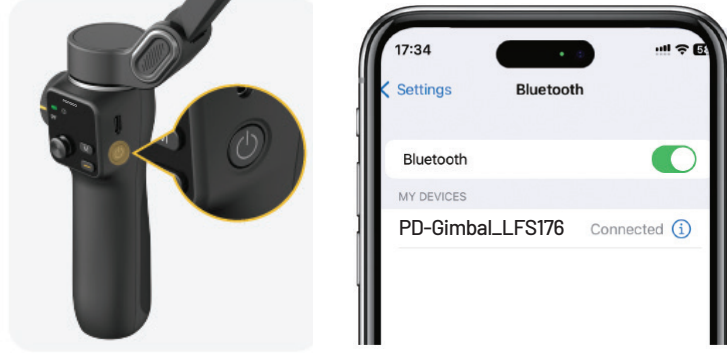 M
17:34
Settings
Bluetooth
Bluetooth
MY DEVICES
PD-Gimbal_LFS176
Connected